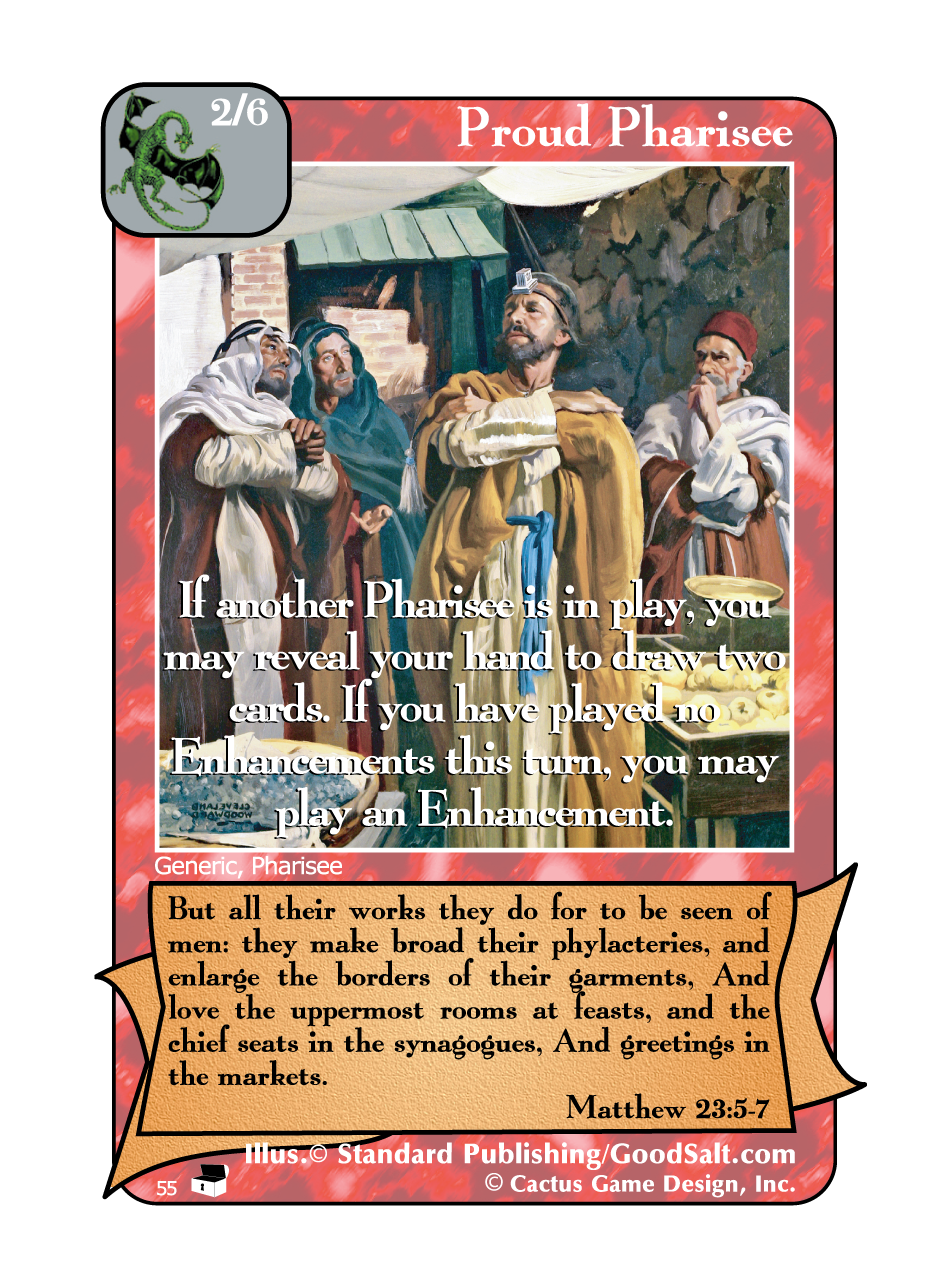 2/6
Proud Pharisee
If another Pharisee is in play, you
may reveal your hand to draw two
cards. If you have played no
Enhancements this turn, you may
play an Enhancement.
CLEVELAND
WOODWARD
Generic, Pharisee
But all their works they do for to be seen of
men: they make broad their phylacteries, and
enlarge the borders of their garments, And
love the uppermost rooms at feasts, and the
chief seats in the synagogues, And greetings in
the markets.
Matthew 23:5-7
Illus.© Standard Publishing/GoodSalt.com
55
© Cactus Game Design, Inc.